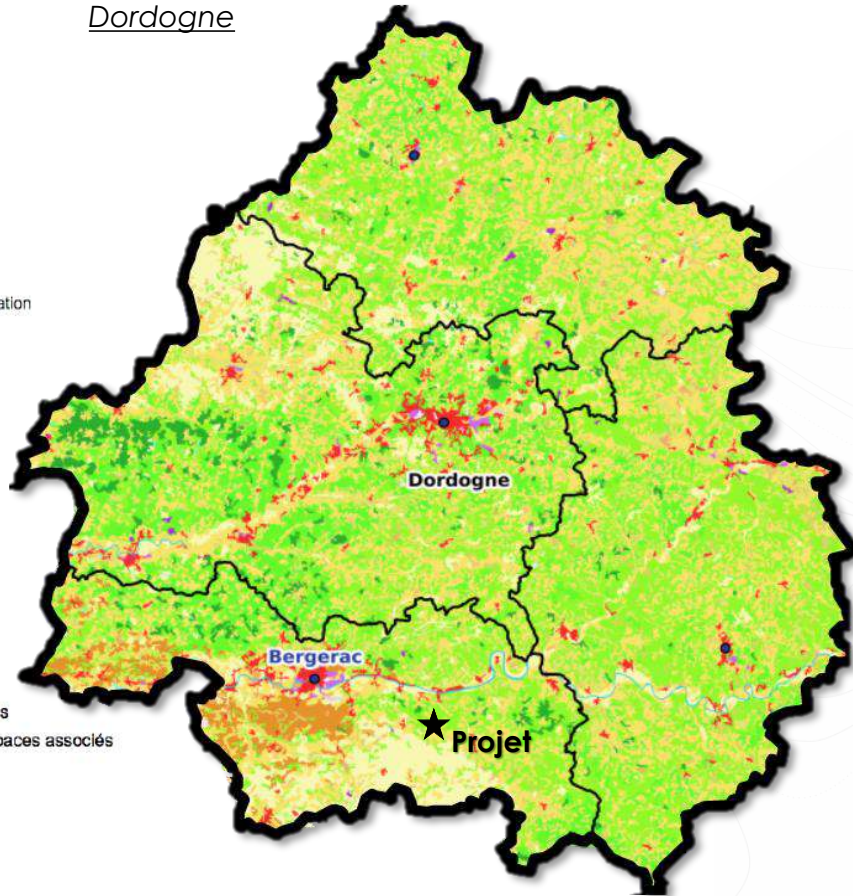 Dordogne
ation
Dordogne
Bergerac
s
Projet
paces associés